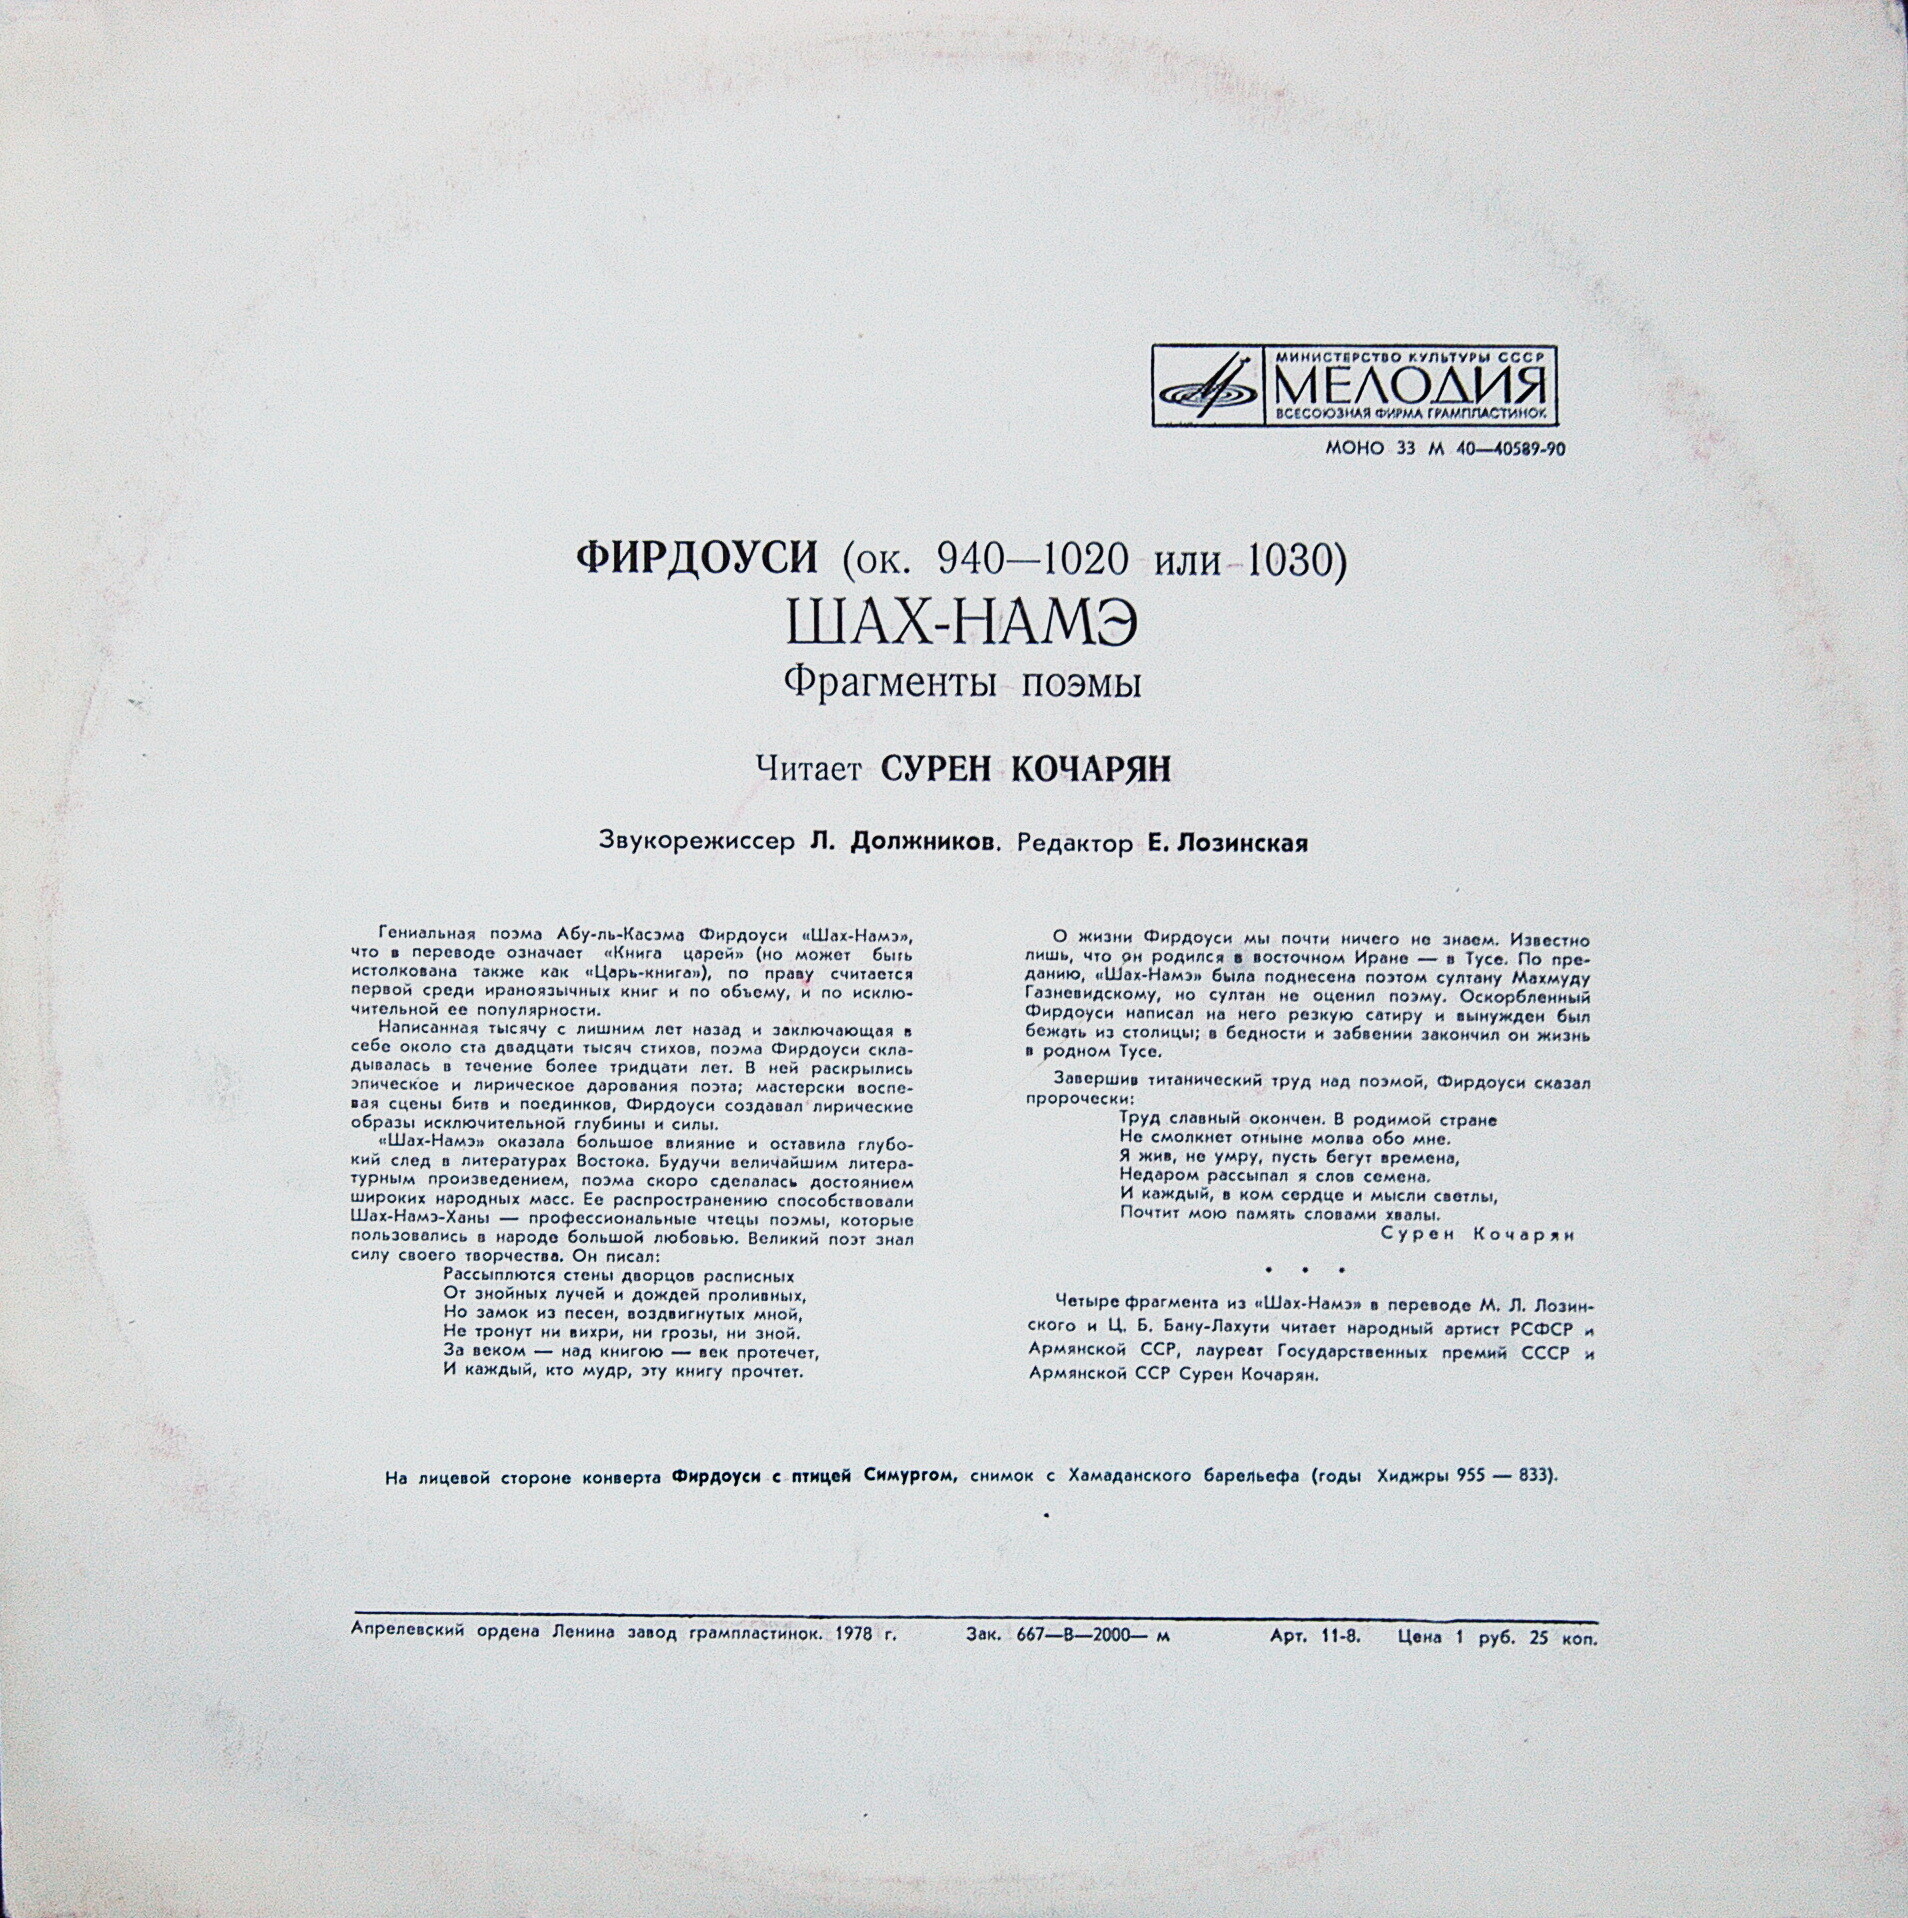 МИНИСТЕРСТВО КУЛЬТУРЫ СССР
МЕЛОДИЯ
ВСЕСОЮЗНАЯ ФИРМА ГРАМПЛАСТИНОК
МОНО 33 М 40—40589-90
ФИРДОУСИ (ок. 940—1020 или 1030)
ШАХ-НАМЭ
Фрагменты поэмы
Читает СУРЕН КОЧАРЯН
Звукорежиссер Л. Должников. Редактор Е. Лозинская
Гениальная поэма Абу-ль-Касэма Фирдоуси «Шах-Намэ»,
что в переводе означает «Книга царей» (но может быть
истолкована также как «Царь-книга»), по праву считается
первой среди ираноязычных книг и по объему, и по исклю-
чительной ее популярности.
Написанная тысячу с лишним лет назад и заключающая в
себе около ста двадцати тысяч стихов, поэма Фирдоуси скла-
дывалась в течение более тридцати лет. В ней раскрылись
эпическое и лирическое дарования поэта; мастерски воспе-
вая сцены битв и поединков, Фирдоуси создавал лирические
образы исключительной глубины и силы.
«Шах-Намэ» оказала большое влияние и оставила глубо-
кий след в литературах Востока. Будучи величайшим литера-
турным произведением, поэма скоро сделалась достоянием
широких народных масс. Ее распространению способствовали
Шах-Намэ-Ханы — профессиональные чтецы поэмы, которые
пользовались в народе большой любовью. Великий поэт знал
силу своего творчества. Он писал:
Рассыплются стены дворцов расписных
От знойных лучей и дождей проливных,
Но замок из песен, воздвигнутых мной,
Не тронут ни вихри, ни грозы, ни зной.
За веком — над книгою — век протечет,
И каждый, кто мудр, эту книгу прочтет.
О жизни Фирдоуси мы почти ничего не знаем. Известно
лишь, что он родился в восточном Иране — в Тусе. По пре-
данию, «Шах-Намэ» была поднесена поэтом султану Махмуду
Газневидскому, но султан не оценил поэму. Оскорбленный
Фирдоуси написал на него резкую сатиру и вынужден был
бежать из столицы; в бедности и забвении закончил он жизнь
в родном Тусе.
Завершив титанический труд над поэмой, Фирдоуси сказал
пророчески:
Труд славный окончен. В родимой стране
Не смолкнет отныне молва обо мне.
Я жив, не умру, пусть бегут времена,
Недаром рассыпал я слов семена.
И каждый, в ком сердце и мысли светлы,
Почтит мою память словами хвалы.
Сурен Кочарян
• • •
Четыре фрагмента из «Шах-Намэ» в переводе М. Л. Лозин-
ского и Ц. Б. Бану-Лахути читает народный артист РСФСР и
Армянской ССР, лауреат Государственных премий СССР и
Армянской ССР Сурен Кочарян.
На лицевой стороне конверта Фирдоуси с птицей Симургом, снимок с Хамаданского барельефа (годы Хиджры 955 — 833).
Апрелевский ордена Ленина завод грампластинок. 1978 г. Зак. 667—В—2000— м Арт. 11-8. Цена 1 руб. 25 коп.